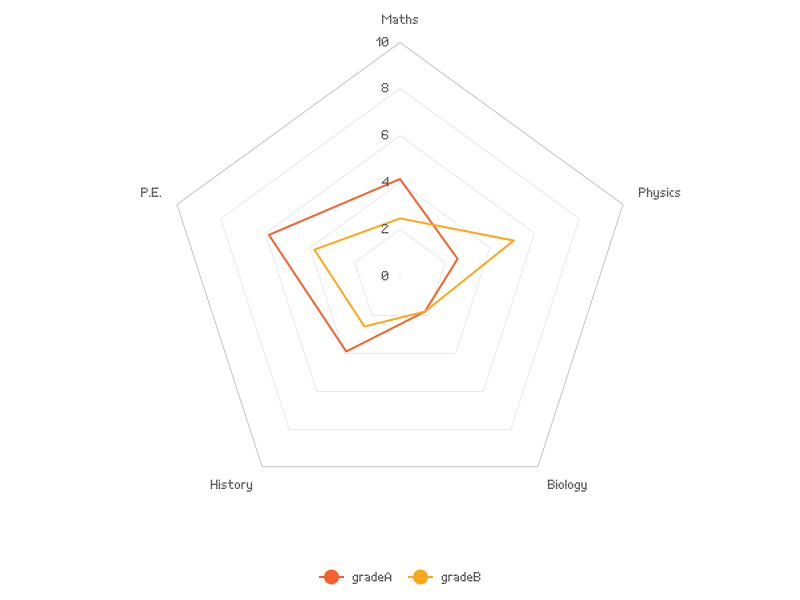 Maths
10
8
6
4
2
0
P.E.
Physics
History
Biology
gradeA
gradeB